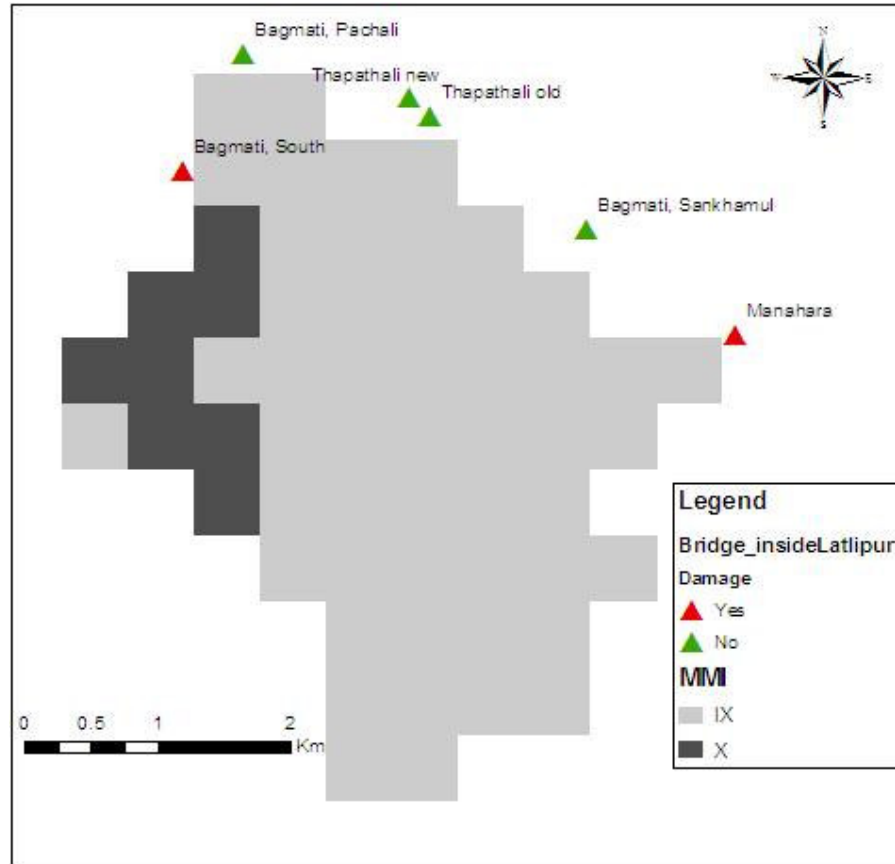 Bagmati, Pachali
Thapathali new
Thapathali old
Bagmati, South
Bagmati, Sankhamul
Manahara
N
W
E
S
Legend
Bridge_insideLatlipur
Damage
Yes
No
MMI
IX
X
0 0.5 1 2
Km